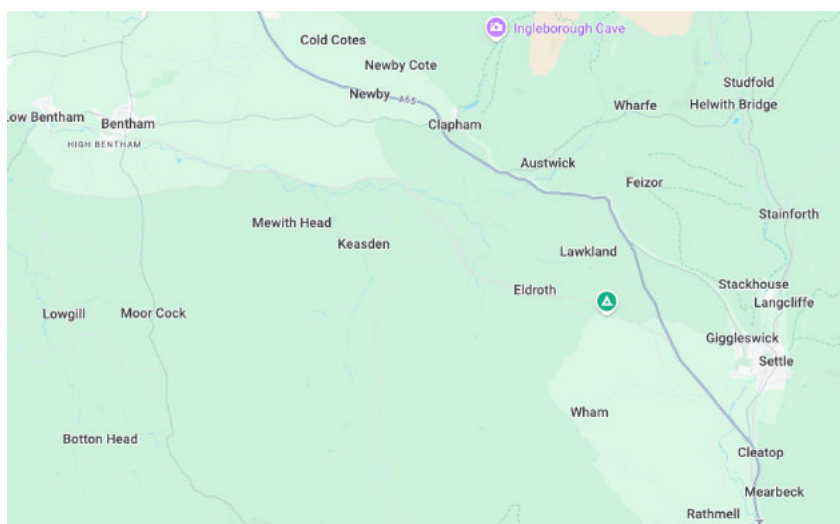 Ingleborough Cave
Cold Cotes
Newby Cote
Studfold
Newby
A65
Wharfe
Helwith Bridge
Low Bentham
Bentham
Clapham
HIGH BENTHAM
Austwick
Feizor
Stainforth
Mewith Head
Keasden
Lawkland
Stackhouse
Eldroth
Langcliffe
Lowgill
Moor Cock
Giggleswick
Settle
Wham
Botton Head
Cleatop
Mearbeck
Rathmell